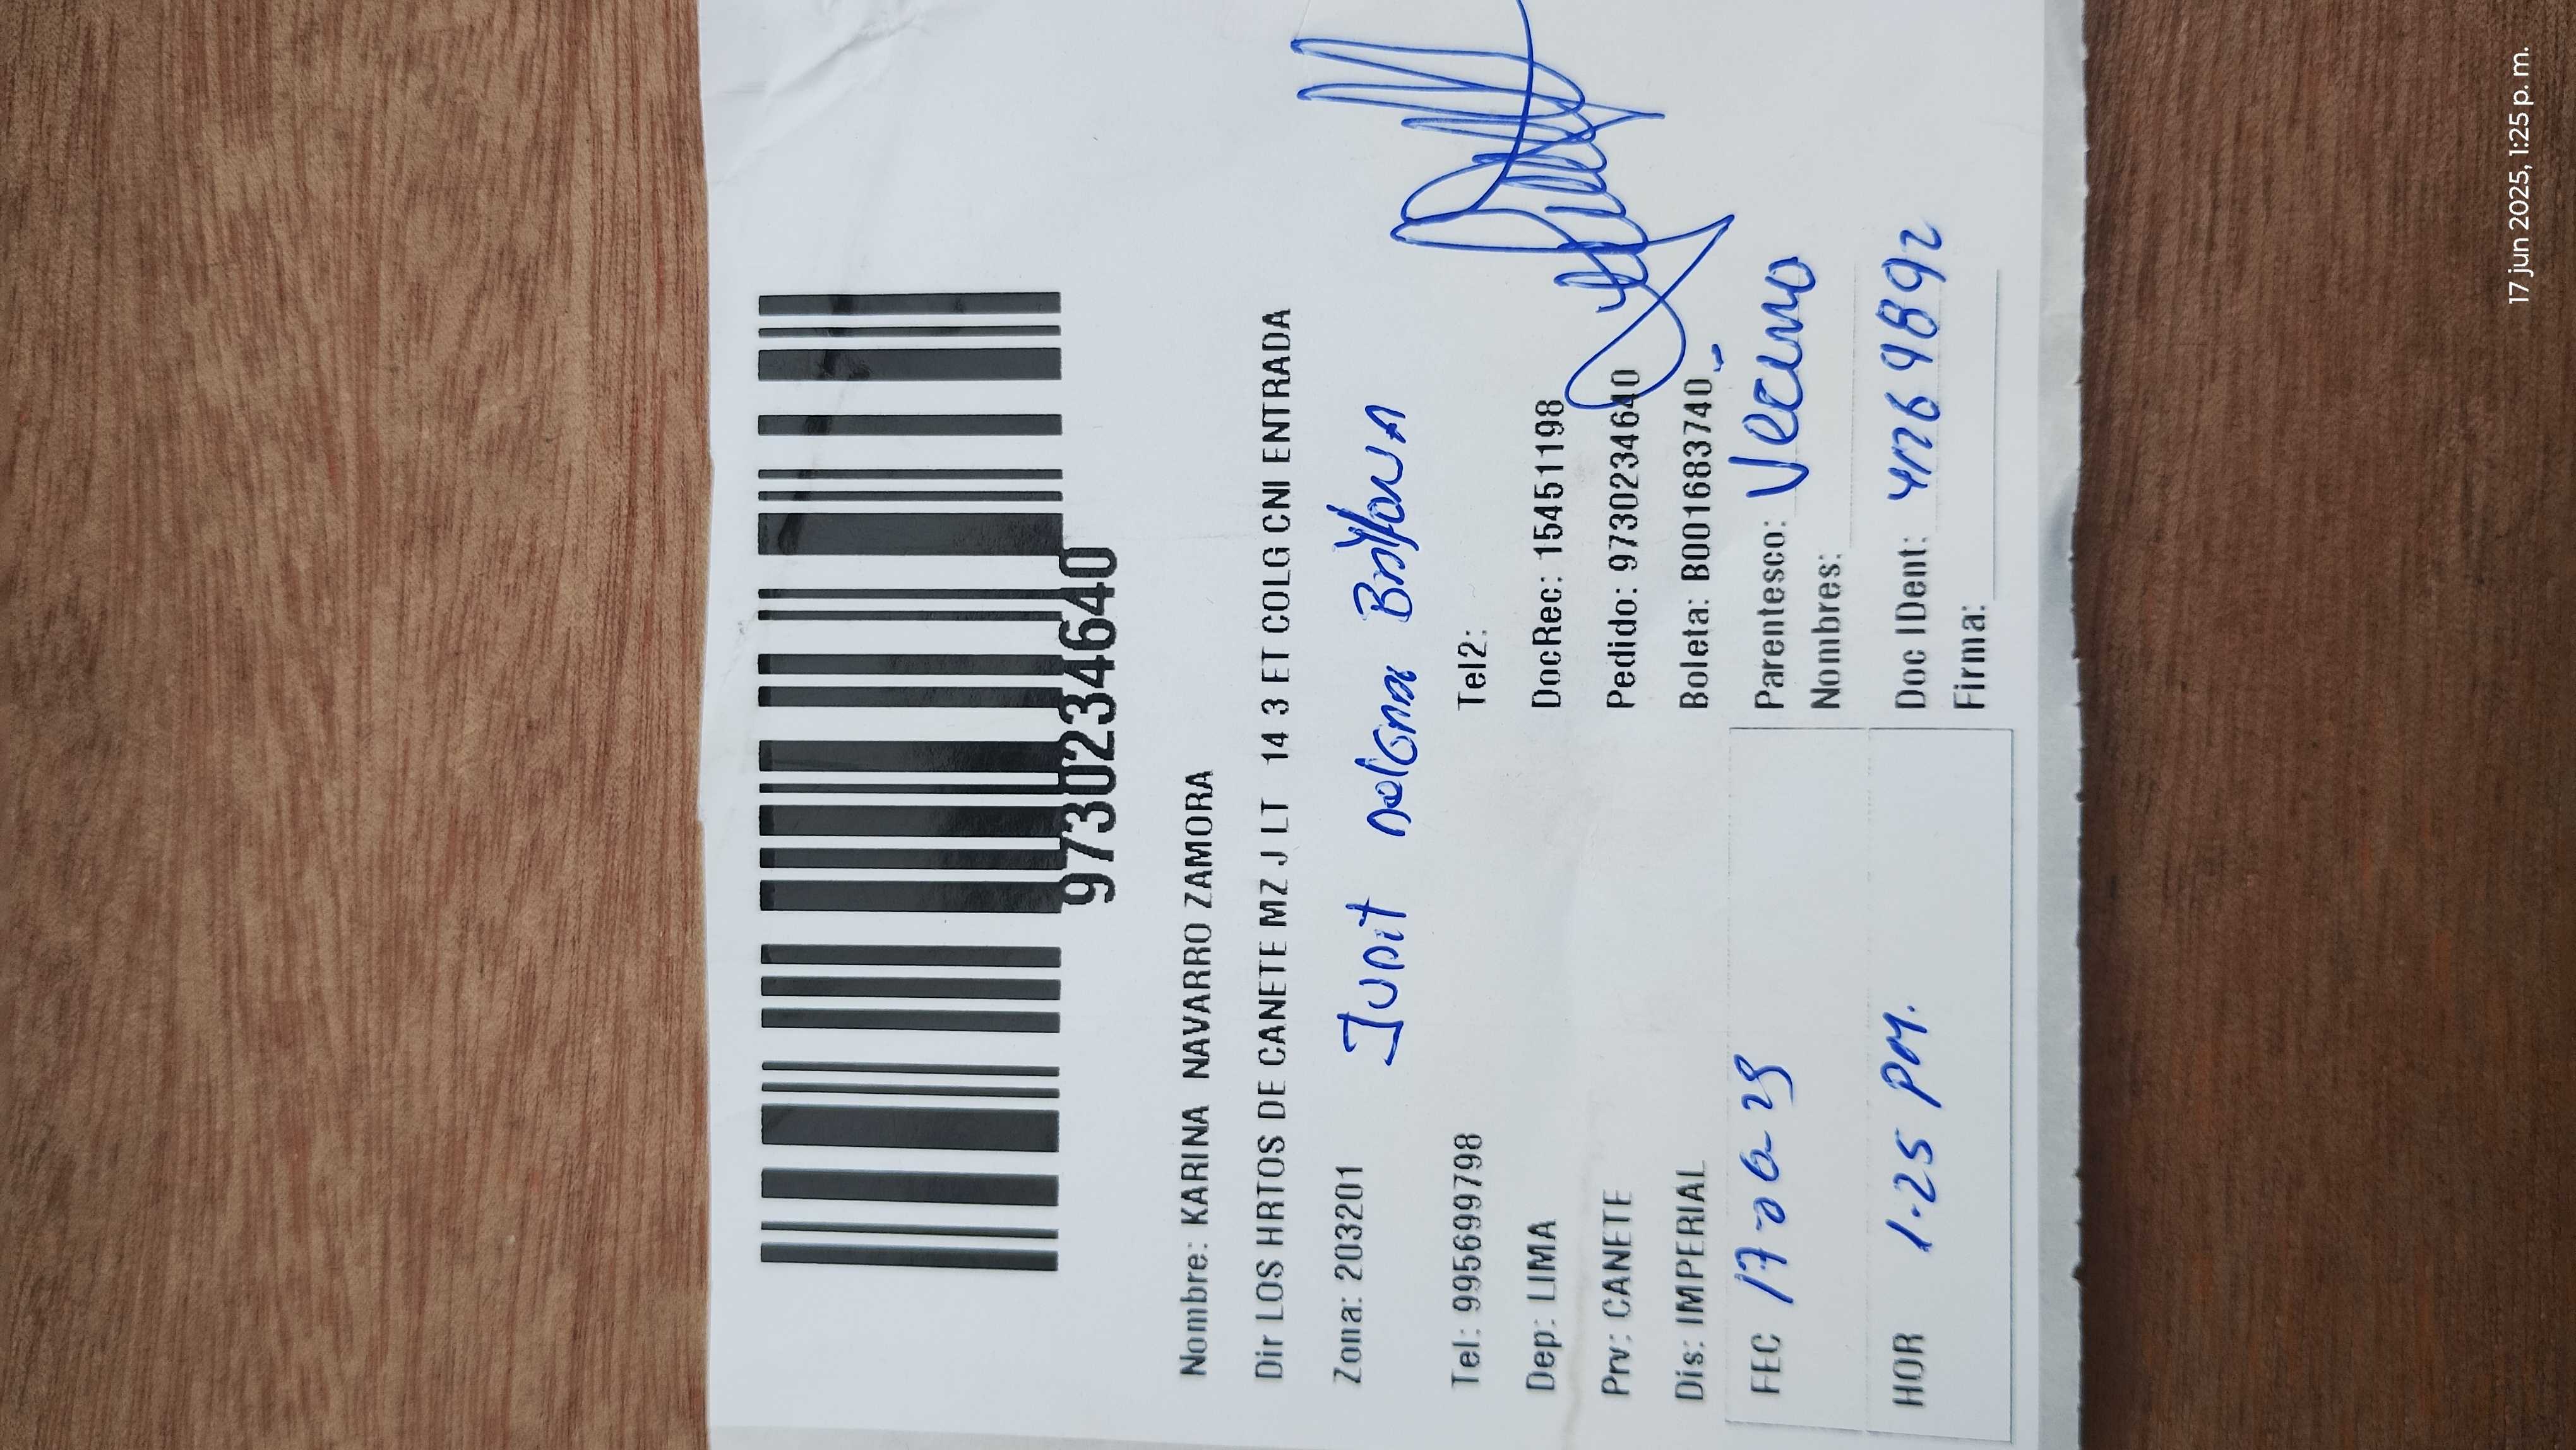 9730234640
Nombre: KARINA NAVARRO ZAMORA
Dir LOS HRTOS DE CANETE MZ J LT 14 3 ET COLG CNI ENTRADA
Zona: 203201
Judit
Tel: 995699798 Tel2:
Dep: LIMA DocRec: 15451198
Prv: CANETE Pedido: 9730234640
Dis: IMPERIAL Boleta: B001683740
FEC 17-06-25 Parentesco: Vecino
Nombres:
HOR 1-25 PM. Doc IDent:
Firma:
17 jun 2025, 1:25 p. m.